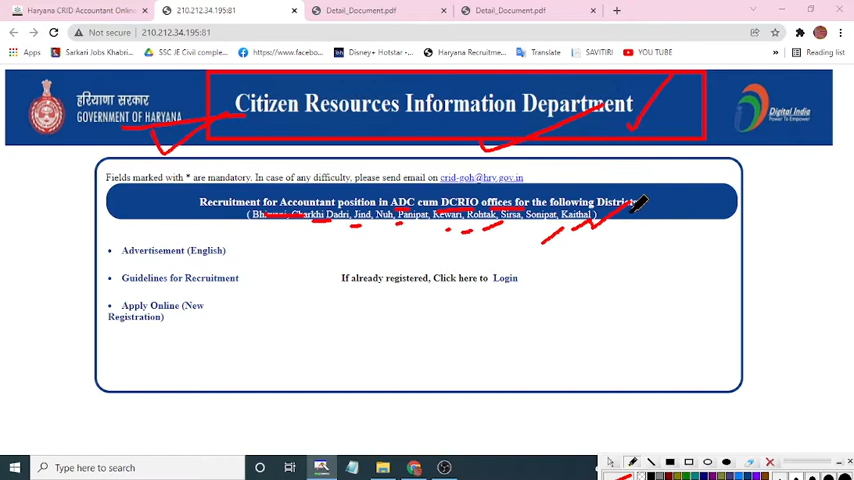 Haryana CRID Accountant Online
210.212.34.195:81
Detail_Document.pdf
Detail_Document.pdf
Not secure | 210.212.34.195:81
Apps
Sarkari Jobs Khabri...
SSC JE Civil complet...
https://www.facebo...
Disney+ Hotstar -...
Haryana Recruitme...
Translate
SAVITIRI
YOU TUBE
Reading list
हरियाणा सरकार
GOVERNMENT OF HARYANA
Citizen Resources Information Department
Digital India
Power To Empower
Fields marked with * are mandatory. In case of any difficulty, please send email on crid-goh@hry.gov.in
Recruitment for Accountant position in ADC cum DCRIO offices for the following Districts
( Bhiwani, Charkhi Dadri, Jind, Nuh, Panipat, Rewari, Rohtak, Sirsa, Sonipat, Kaithal )
• Advertisement (English)
• Guidelines for Recruitment
If already registered, Click here to Login
• Apply Online (New
Registration)
Type here to search